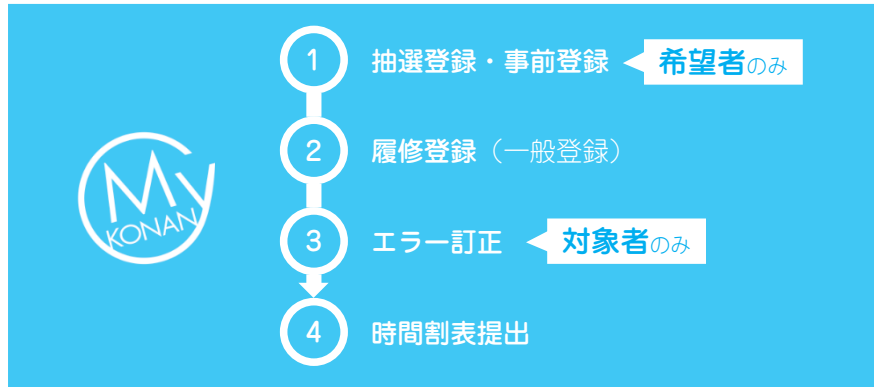 My
KONAN
1 抽選登録・事前登録 希望者のみ
2 履修登録（一般登録）
3 エラー訂正 対象者のみ
4 時間割表提出